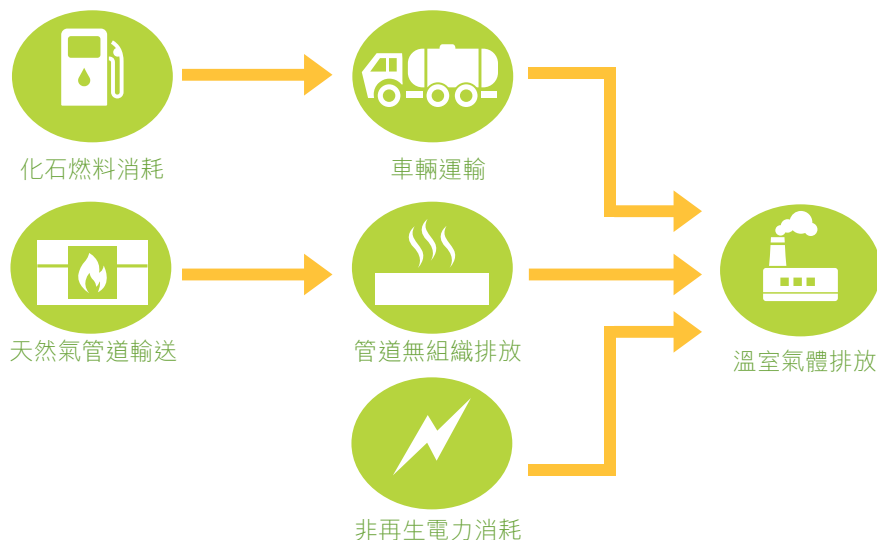 化石燃料消耗
車輛運輸
天然氣管道輸送
管道無組織排放
溫室氣體排放
非再生電力消耗